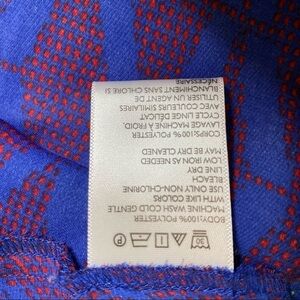 BODY:100% POLYESTER
MACHINE WASH COLD GENTLE
WITH LIKE COLORS
USE ONLY NON-CHLORINE
BLEACH
LINE DRY
LOW IRON AS NEEDED
MAY BE DRY CLEANED
CORPS:100% POLYESTER
LAVAGE MACHINE A FROID.
CYCLE LINGE DÉLICAT
AVEC COULEURS SIMILAIRES
UTILISER UN AGENT DE
BLANCHIMENT SANS CHLORE SI
NÉCESSAIRE